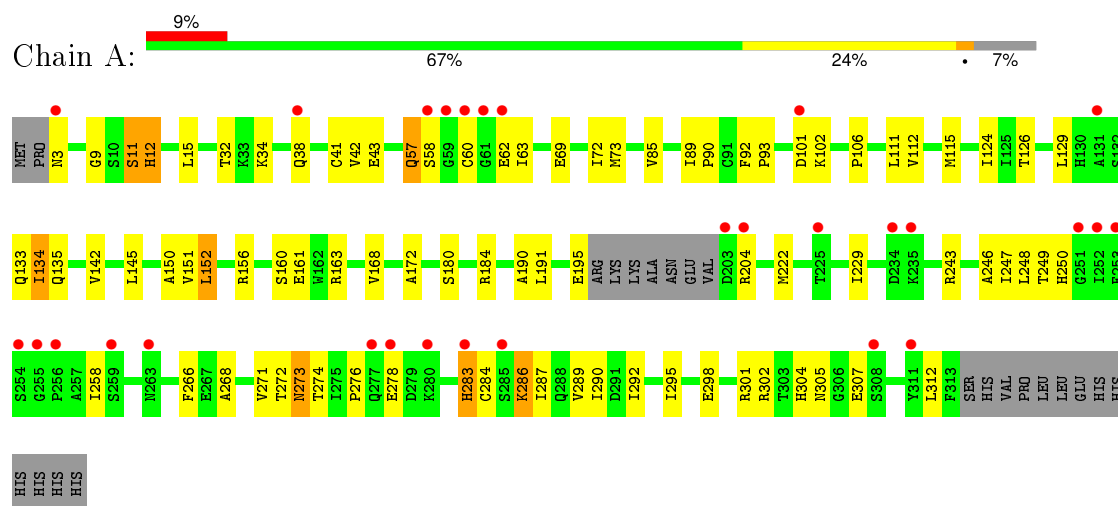 9%
Chain A:
67% 24% • 7%
MET PRO N3 G9 S10 S11 H12 L15 T32 K33 K34 Q38 E41 V42 E43 Q57 S58 G59 C60 G61 E62 I63 E69 I72 M73 V85 I89 P90 C91 F92 P93 D101 K102 P106 L111 V112 M115 I124 I125 T126 L129 H130 A131 S132
Q133 I134 Q135 V142 L145 A150 V151 L152 R156 S160 E161 W162 R163 V168 A172 S180 R184 A190 L191 E195 ARG LYS LYS ALA ASN GLU VAL D203 R204 M222 T225 I229 D234 K235 R243 A246 I247 L248 T249 H250 G251 I252 E253
S254 G255 P256 A257 I258 S259 N263 F266 E267 A268 V271 T272 N273 T274 I275 P276 Q277 E278 D279 K280 H283 C284 S285 K286 I287 Q288 V289 I290 D291 I292 I295 E298 R301 R302 T303 H304 N305 G306 E307 S308 Y311 L312 F313 SER HIS VAL PRO LEU LEU GLU HIS HIS
HIS HIS HIS HIS